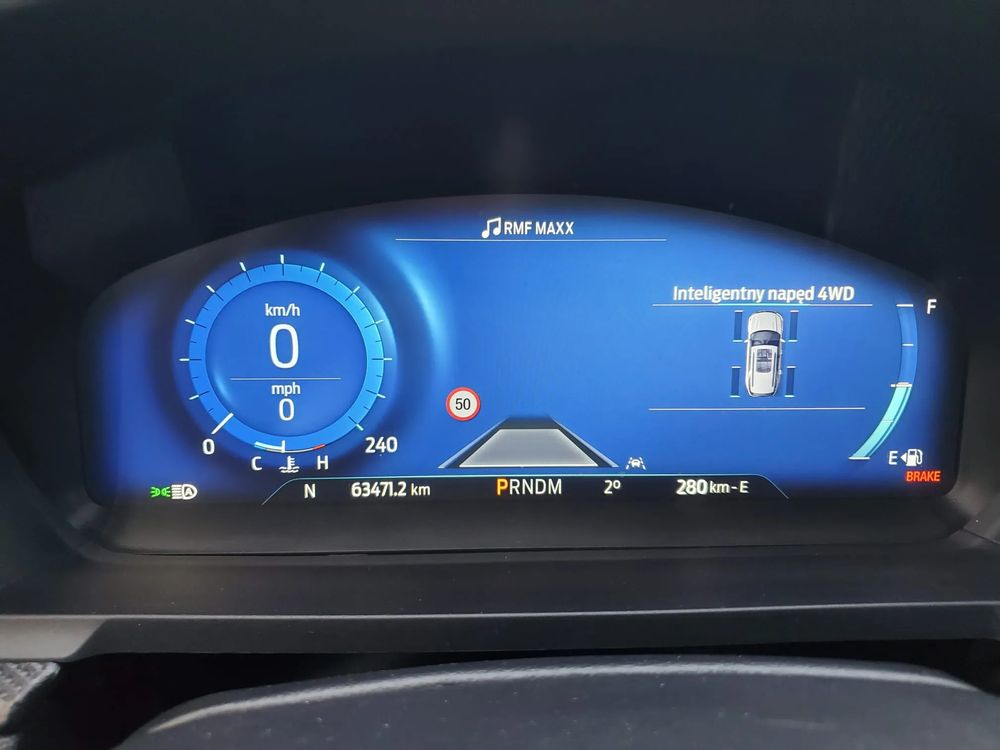 RMF MAXX
km/h
0
mph
0
0
240
C
H
50
Inteligentny napęd 4WD
F
E
BRAKE
A
N
63471.2 km
PRNDM
2°
280 km-E